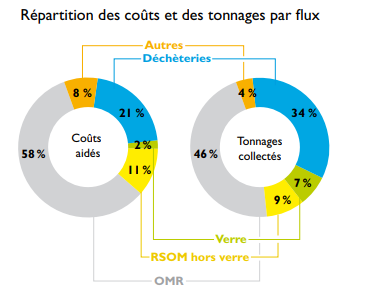 Répartition des coûts et des tonnages par flux
Autres
Déchèteries
8 %
21 %
2 %
11 %
58 %
Coûts
aidés
4 %
34 %
7 %
9 %
46 %
Tonnages
collectés
Verre
RSOM hors verre
OMR